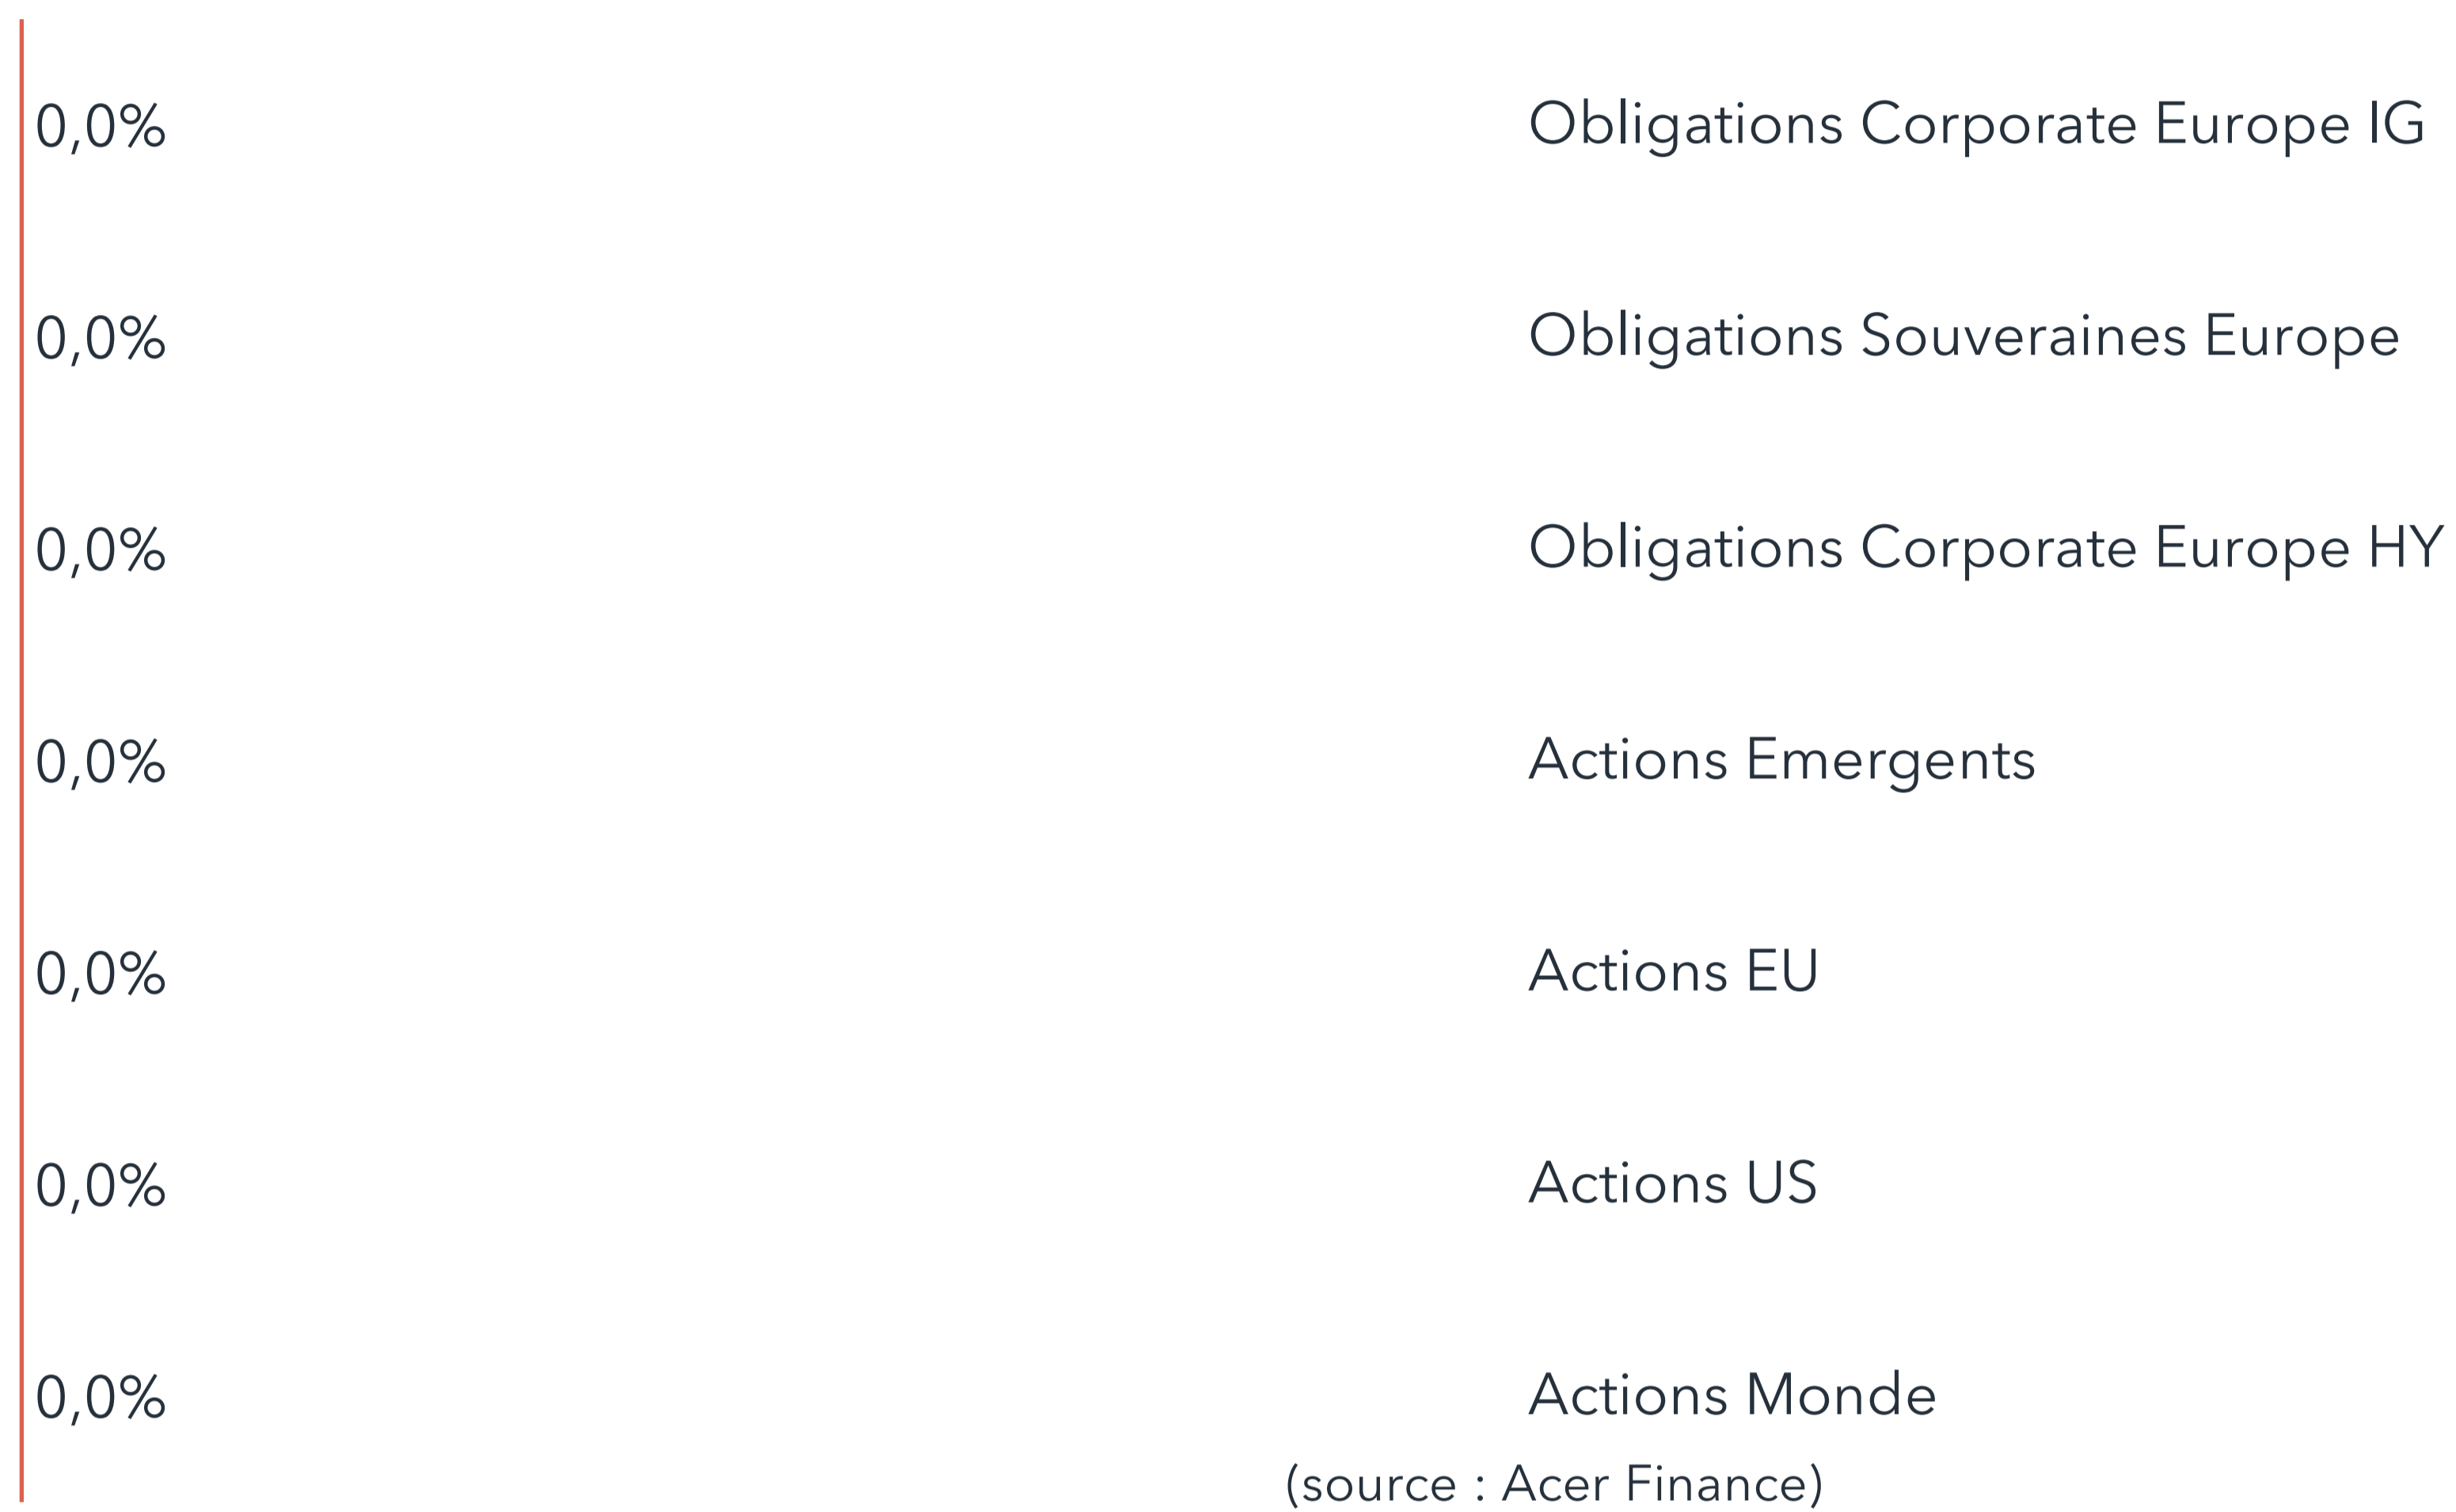 0,0% Obligations Corporate Europe IG
0,0% Obligations Souveraines Europe
0,0% Obligations Corporate Europe HY
0,0% Actions Emergents
0,0% Actions EU
0,0% Actions US
0,0% Actions Monde
(source : Acer Finance)